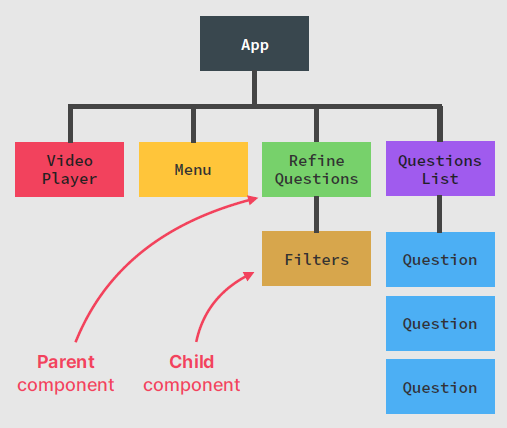 App
Video
Player
Menu
Refine
Questions
Questions
List
Filters
Question
Question
Question
Parent
component
Child
component